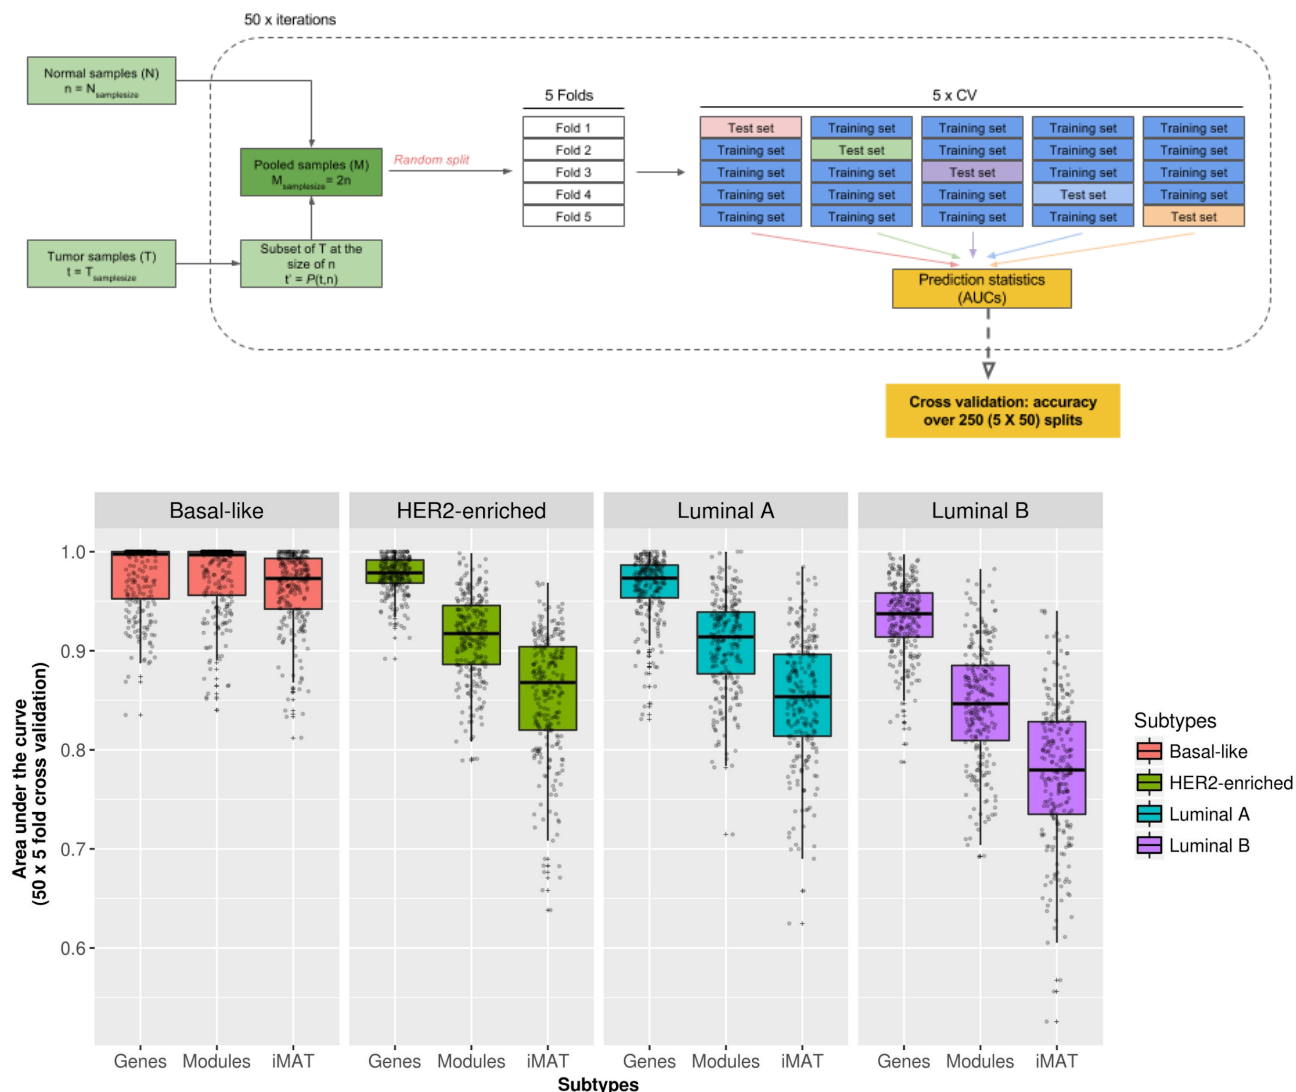 50 x iterations
Normal samples (N)
n = Nsamplesize
Pooled samples (M)
Msamplesize= 2n
Random split
Tumor samples (T)
t = Tsamplesize
Subset of T at the
size of n
t' = P(t,n)
5 Folds
Fold 1
Fold 2
Fold 3
Fold 4
Fold 5
5 x CV
Test set Training set Training set Training set Training set
Training set Test set Training set Training set Training set
Training set Training set Test set Training set Training set
Training set Training set Training set Test set Training set
Training set Training set Training set Training set Test set
Prediction statistics
(AUCs)
Cross validation: accuracy
over 250 (5 X 50) splits
Basal-like HER2-enriched Luminal A Luminal B
Area under the curve
(50 x 5 fold cross validation)
1.0
0.9
0.8
0.7
0.6
Genes Modules iMAT Genes Modules iMAT Genes Modules iMAT Genes Modules iMAT
Subtypes
Subtypes
Basal-like
HER2-enriched
Luminal A
Luminal B